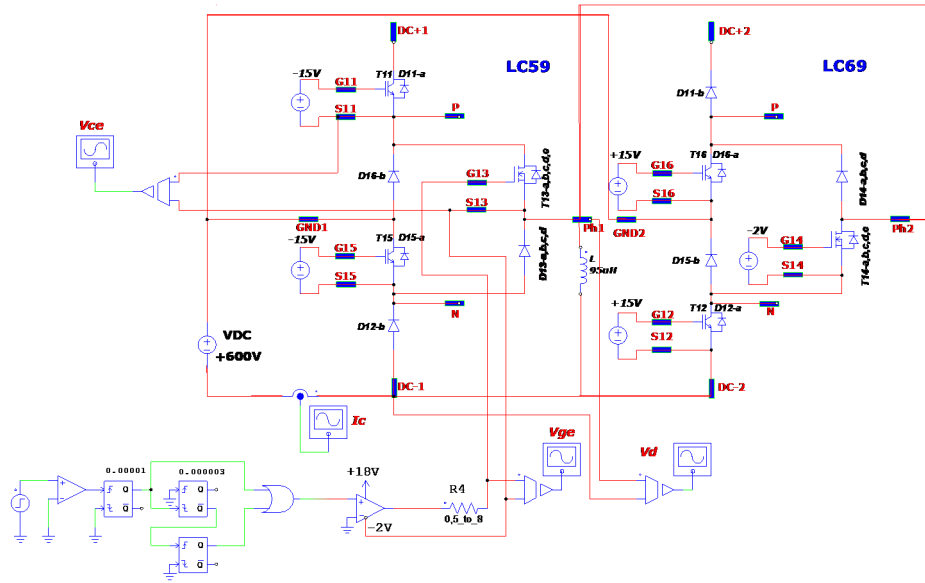 DC+1
DC+2
LC59
LC69
-15V
G11
T11
D11-a
S11
P
Vce
D16-b
G13
S13
T13-a,b,c,d,e
GND1
-15V
G15
T15
D15-a
S15
D13-a,b,c,d
N
D12-b
VDC
+600V
DC-1
Ic
D11-b
P
+15V
G16
T16
D16-a
S16
D14-a,b,c,d
Ph1
GND2
Ph2
L
95uH
-2V
G14
S14
T14-a,b,c,d,e
D15-b
+15V
G12
T12
D12-a
S12
N
DC-2
Vge
Vd
0.00001
0.000003
Q
Q
Q
Q
Q
Q
+18V
-2V
R4
0,5_to_8